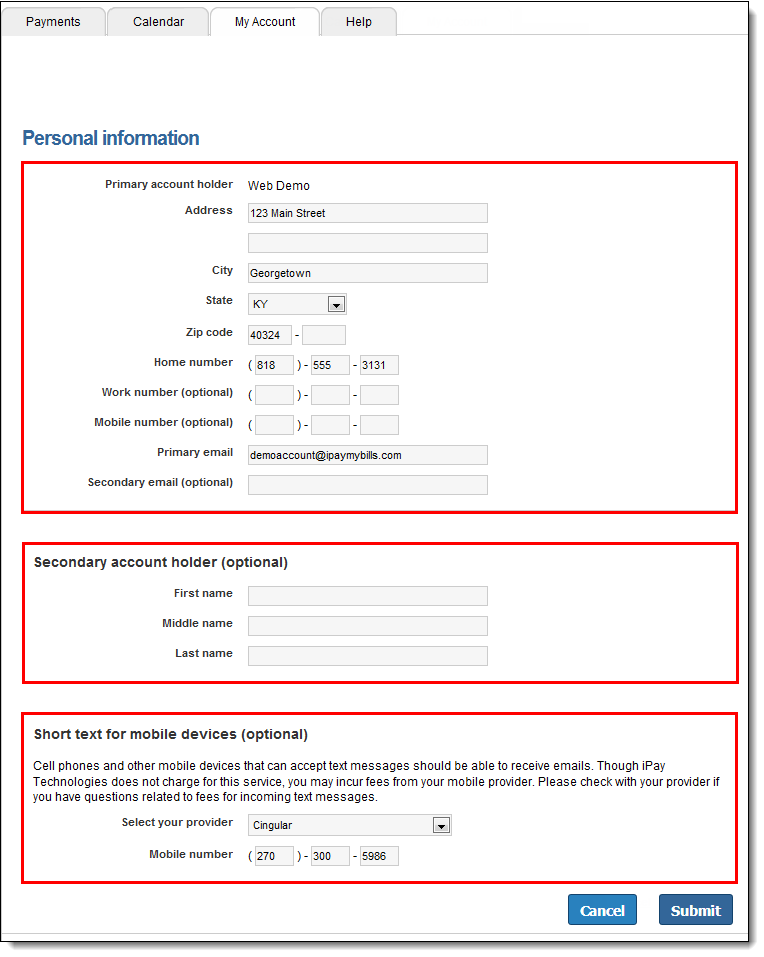 Payments Calendar My Account Help
Personal information
Primary account holder Web Demo
Address 123 Main Street
City Georgetown
State KY
Zip code 40324 -
Home number ( 818 ) - 555 - 3131
Work number (optional) ( ) - -
Mobile number (optional) ( ) - -
Primary email demoaccount@ipaymybills.com
Secondary email (optional)
Secondary account holder (optional)
First name
Middle name
Last name
Short text for mobile devices (optional)
Cell phones and other mobile devices that can accept text messages should be able to receive emails. Though iPay
Technologies does not charge for this service, you may incur fees from your mobile provider. Please check with your provider if
you have questions related to fees for incoming text messages.
Select your provider Cingular
Mobile number ( 270 ) - 300 - 5986
Cancel Submit